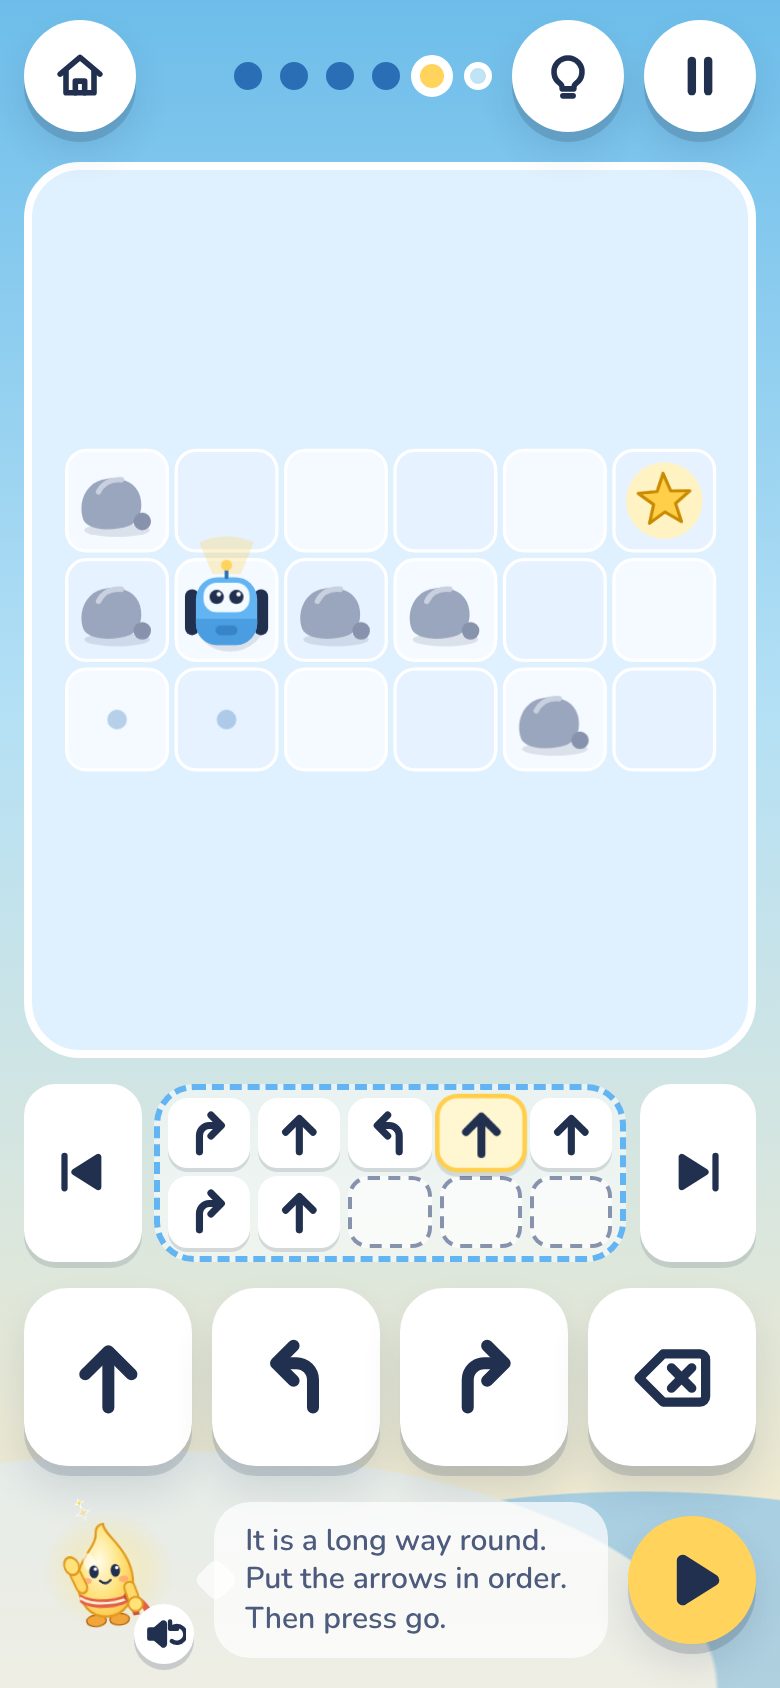 It is a long way round.
Put the arrows in order.
Then press go.